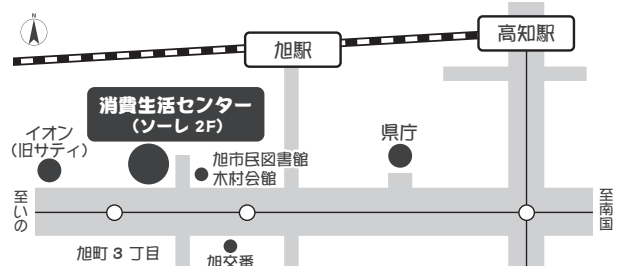 N
旭駅
高知駅
消費生活センター
（ソーレ 2F）
イオン
（旧サティ）
旭市民図書館
木村会館
県庁
至いの
至南国
旭町 3 丁目
旭交番